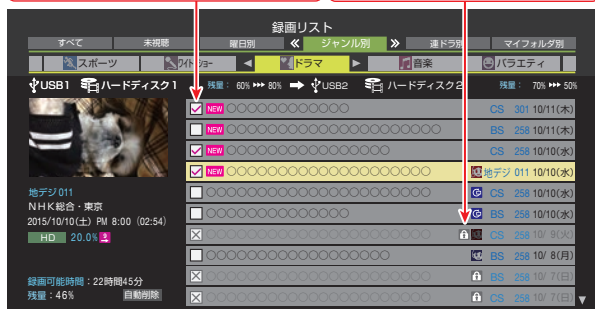 録画リスト
すべて 未視聴 曜日別 ジャンル別 連ドラ別 マイフォルダ別
スポーツ ワイドショー ドラマ 音楽 バラエティ
USB1 ハードディスク1 残量： 60% 80% USB2 ハードディスク2 残量： 70% 50%
NEW ○○○○○○○○○○○○ CS 301 10/11(木)
○○○○○○○○○○○○○○○○○○○○○ BS 258 10/11(木)
NEW ○○○○○○○○○○○○ CS 258 10/10(水)
NEW ○○○○○○○○○○○○○○○○○○ 地デジ 011 10/10(水)
○○○○○○○○○○○○○○○○○○○○ CS 258 10/10(水)
○○○○○○○○○○○○○ BS 258 10/10(水)
○○○○○○○○○○○○○○○○○○○○ CS 258 10/ 9(火)
○○○○○○○○○○○○○○○○ BS 258 10/ 8(月)
○○○○○○○○○○○○○○○○○○○○ BS 258 10/ 7(日)
○○○○○○○○○○○○○○○○○○○○ CS 258 10/ 7(日)
地デジ 011
NHK総合・東京
2015/10/10(土) PM 8:00 (02:54)
HD 20.0%
録画可能時間：22時間45分
残量：46% 自動削除